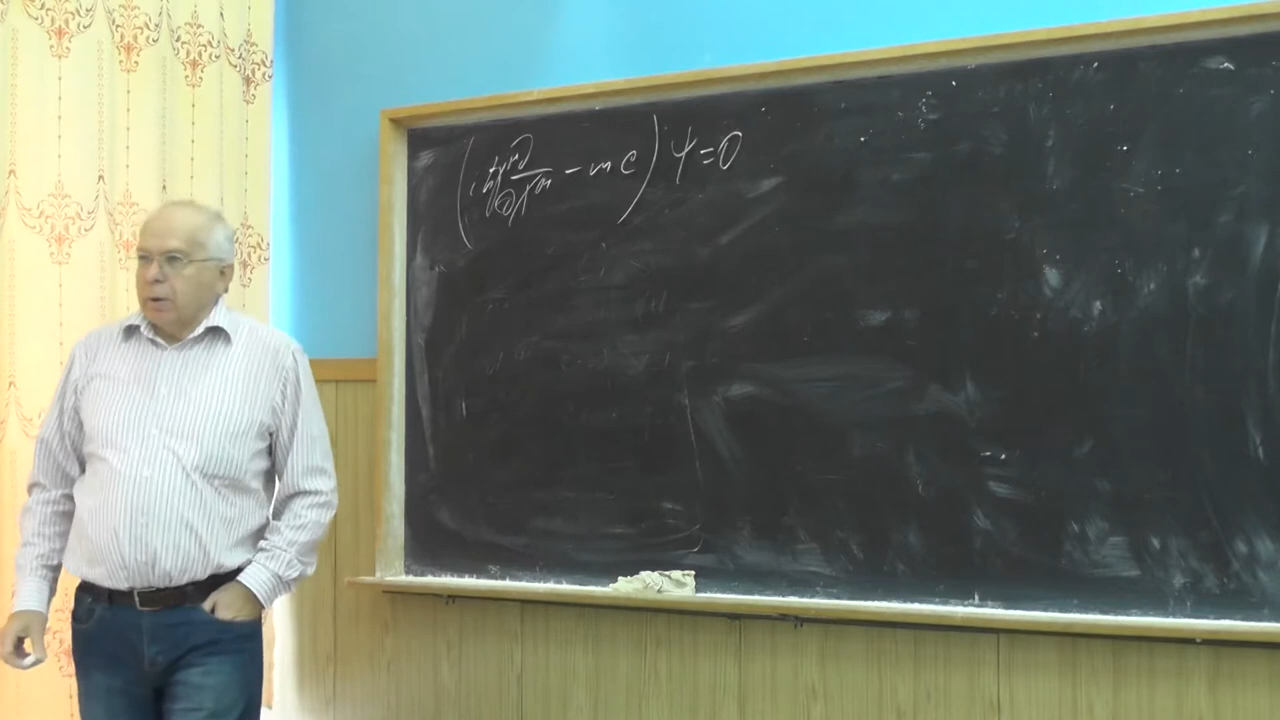 (iħγ^μ ∂/∂x^μ − mc) ψ = 0